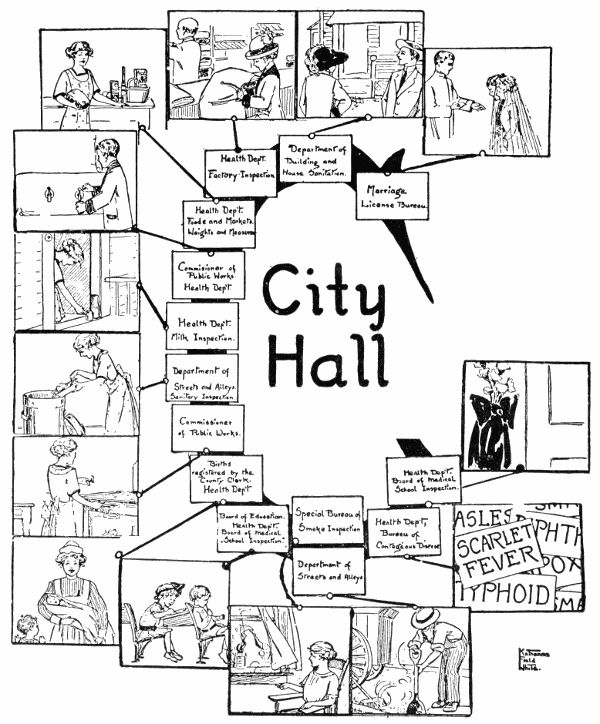 Health Dept.
Factory Inspection
Department of
Building and
House Sanitation.
Marriage
License Bureau.
Health Dept.
Foods and Markets.
Weights and Measures
Commissioner of
Public Works
Health Dept.
Health Dept.
Milk Inspection.
Department of
Streets and Alleys.
Sanitary Inspection
Commissioner
of Public Works.
City
Hall
Births
registered by the
County Clerk.
Health Dept
Board of Education.
Health Dept.
Board of Medical
School Inspection.
Special Bureau of
Smoke Inspection
Department of
Streets and Alleys
Health Dept,
Bureau of
Contagious Disease
Health Dept.
Board of Medical
School Inspection.
ASLES
SCARLET
FEVER
TYPHOID
PHTH
POX
SMA
Field